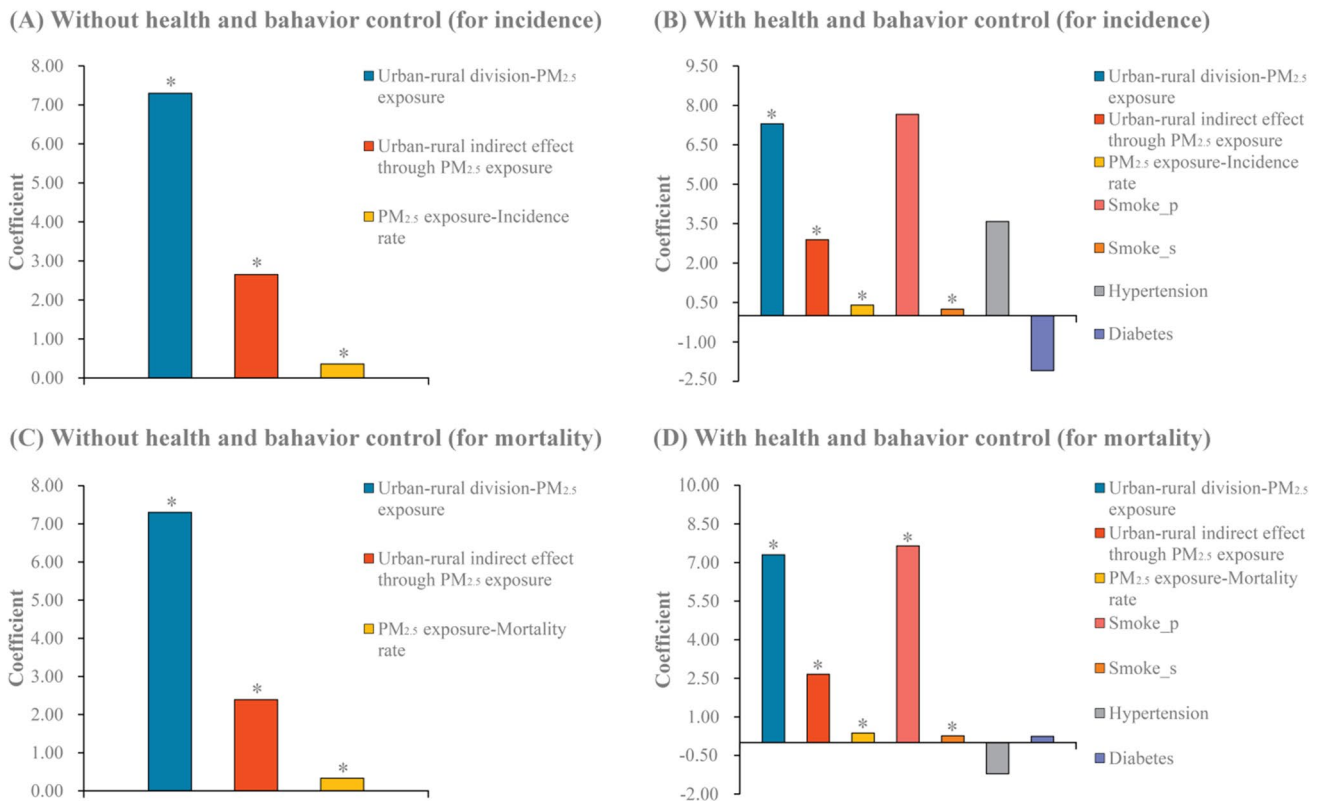 (A) Without health and bahavior control (for incidence)
Coefficient
8.00
7.00
6.00
5.00
4.00
3.00
2.00
1.00
0.00
*
*
*
Urban-rural division-PM2.5
exposure
Urban-rural indirect effect
through PM2.5 exposure
PM2.5 exposure-Incidence
rate
(B) With health and bahavior control (for incidence)
Coefficient
9.50
8.00
6.50
5.00
3.50
2.00
0.50
-1.00
-2.50
*
*
*
*
Urban-rural division-PM2.5
exposure
Urban-rural indirect effect
through PM2.5 exposure
PM2.5 exposure-Incidence
rate
Smoke_p
Smoke_s
Hypertension
Diabetes
(C) Without health and bahavior control (for mortality)
Coefficient
8.00
7.00
6.00
5.00
4.00
3.00
2.00
1.00
0.00
*
*
*
Urban-rural division-PM2.5
exposure
Urban-rural indirect effect
through PM2.5 exposure
PM2.5 exposure-Mortality
rate
(D) With health and bahavior control (for mortality)
Coefficient
10.00
8.50
7.00
5.50
4.00
2.50
1.00
-0.50
-2.00
*
*
*
*
*
Urban-rural division-PM2.5
exposure
Urban-rural indirect effect
through PM2.5 exposure
PM2.5 exposure-Mortality
rate
Smoke_p
Smoke_s
Hypertension
Diabetes